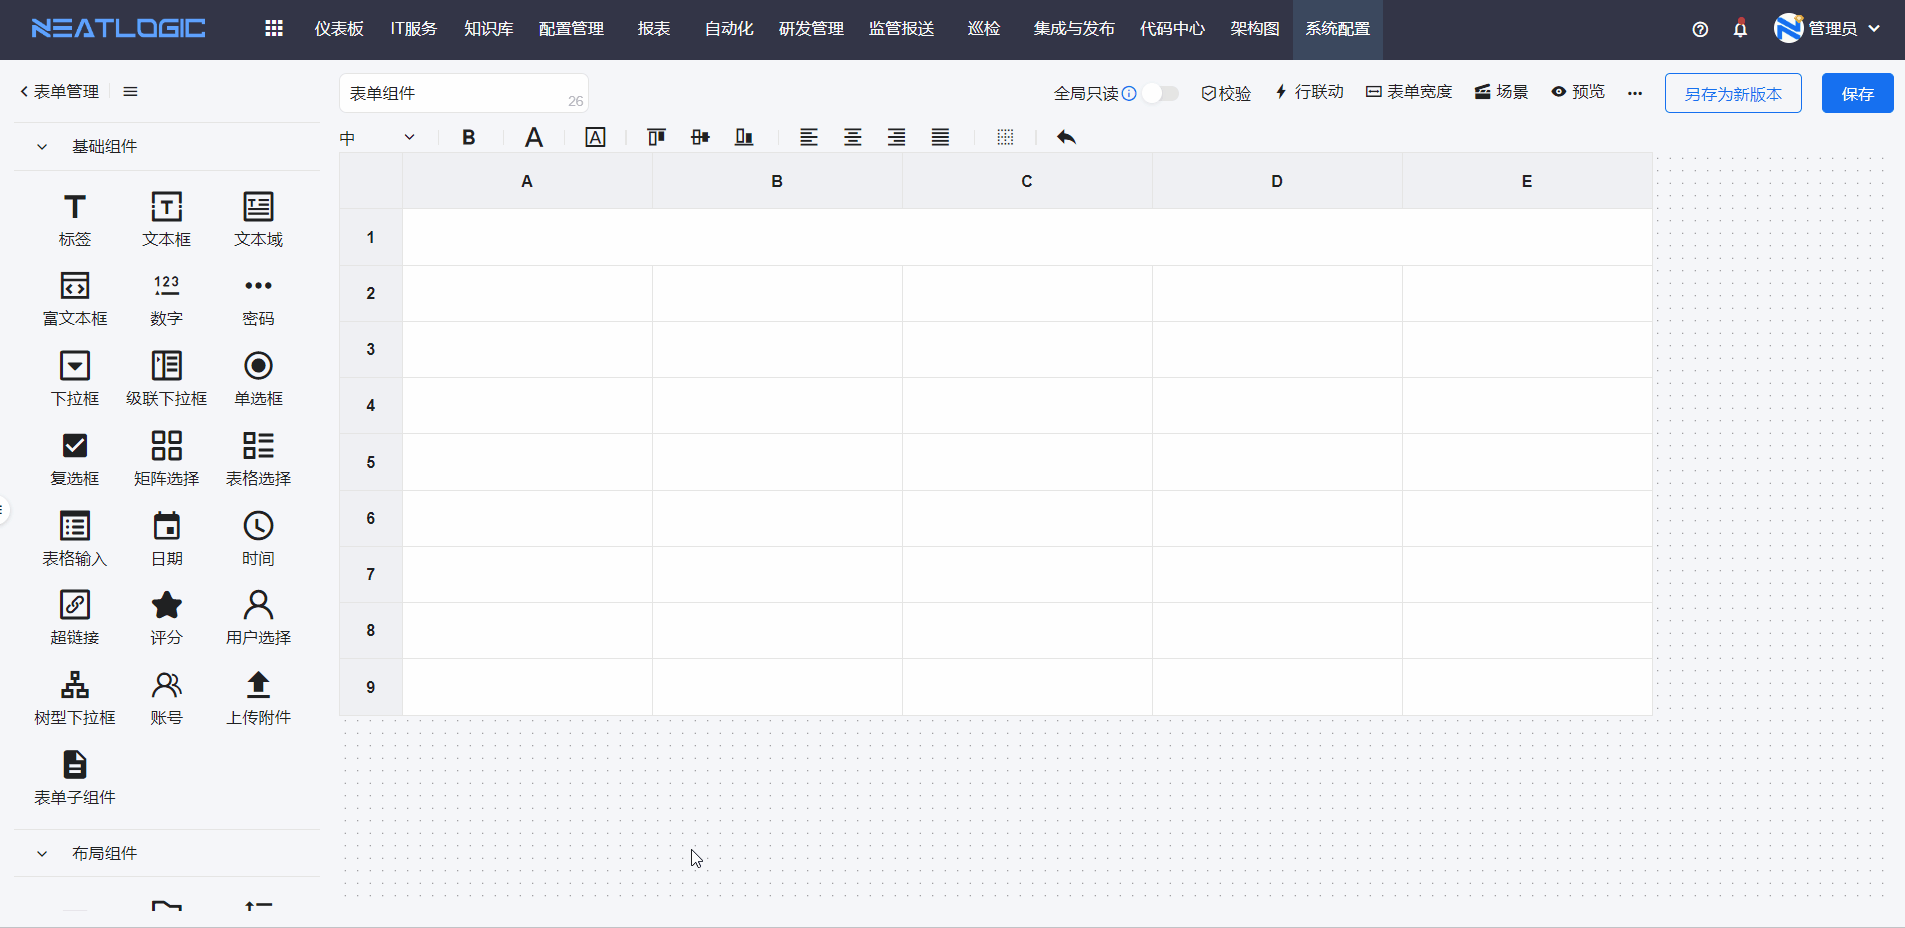 NEATLOGIC 仪表板 IT服务 知识库 配置管理 报表 自动化 研发管理 监管报送 巡检 集成与发布 代码中心 架构图 系统配置 管理员
表单管理
表单组件 26 全局只读 校验 行联动 表单宽度 场景 预览 另存为新版本 保存
中 B A A
基础组件
标签 文本框 文本域
富文本框 数字 密码
下拉框 级联下拉框 单选框
复选框 矩阵选择 表格选择
表格输入 日期 时间
超链接 评分 用户选择
树型下拉框 账号 上传附件
表单子组件
布局组件
A B C D E
1
2
3
4
5
6
7
8
9